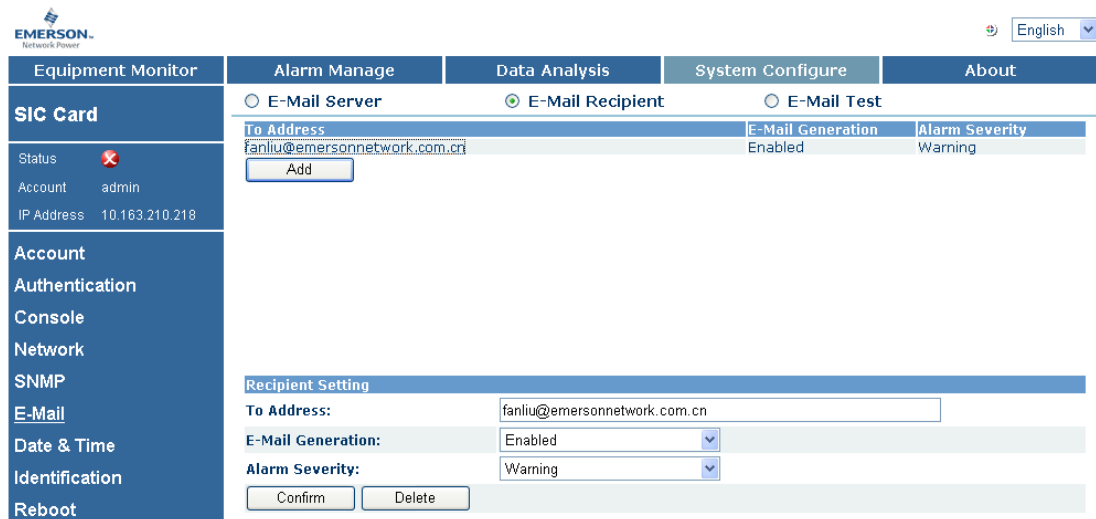 EMERSON™
Network Power
English
Equipment Monitor Alarm Manage Data Analysis System Configure About
SIC Card
Status
Account admin
IP Address 10.163.210.218
Account
Authentication
Console
Network
SNMP
E-Mail
Date & Time
Identification
Reboot
E-Mail Server E-Mail Recipient E-Mail Test
To Address E-Mail Generation Alarm Severity
fanliu@emersonnetwork.com.cn Enabled Warning
Add
Recipient Setting
To Address: fanliu@emersonnetwork.com.cn
E-Mail Generation: Enabled
Alarm Severity: Warning
Confirm Delete